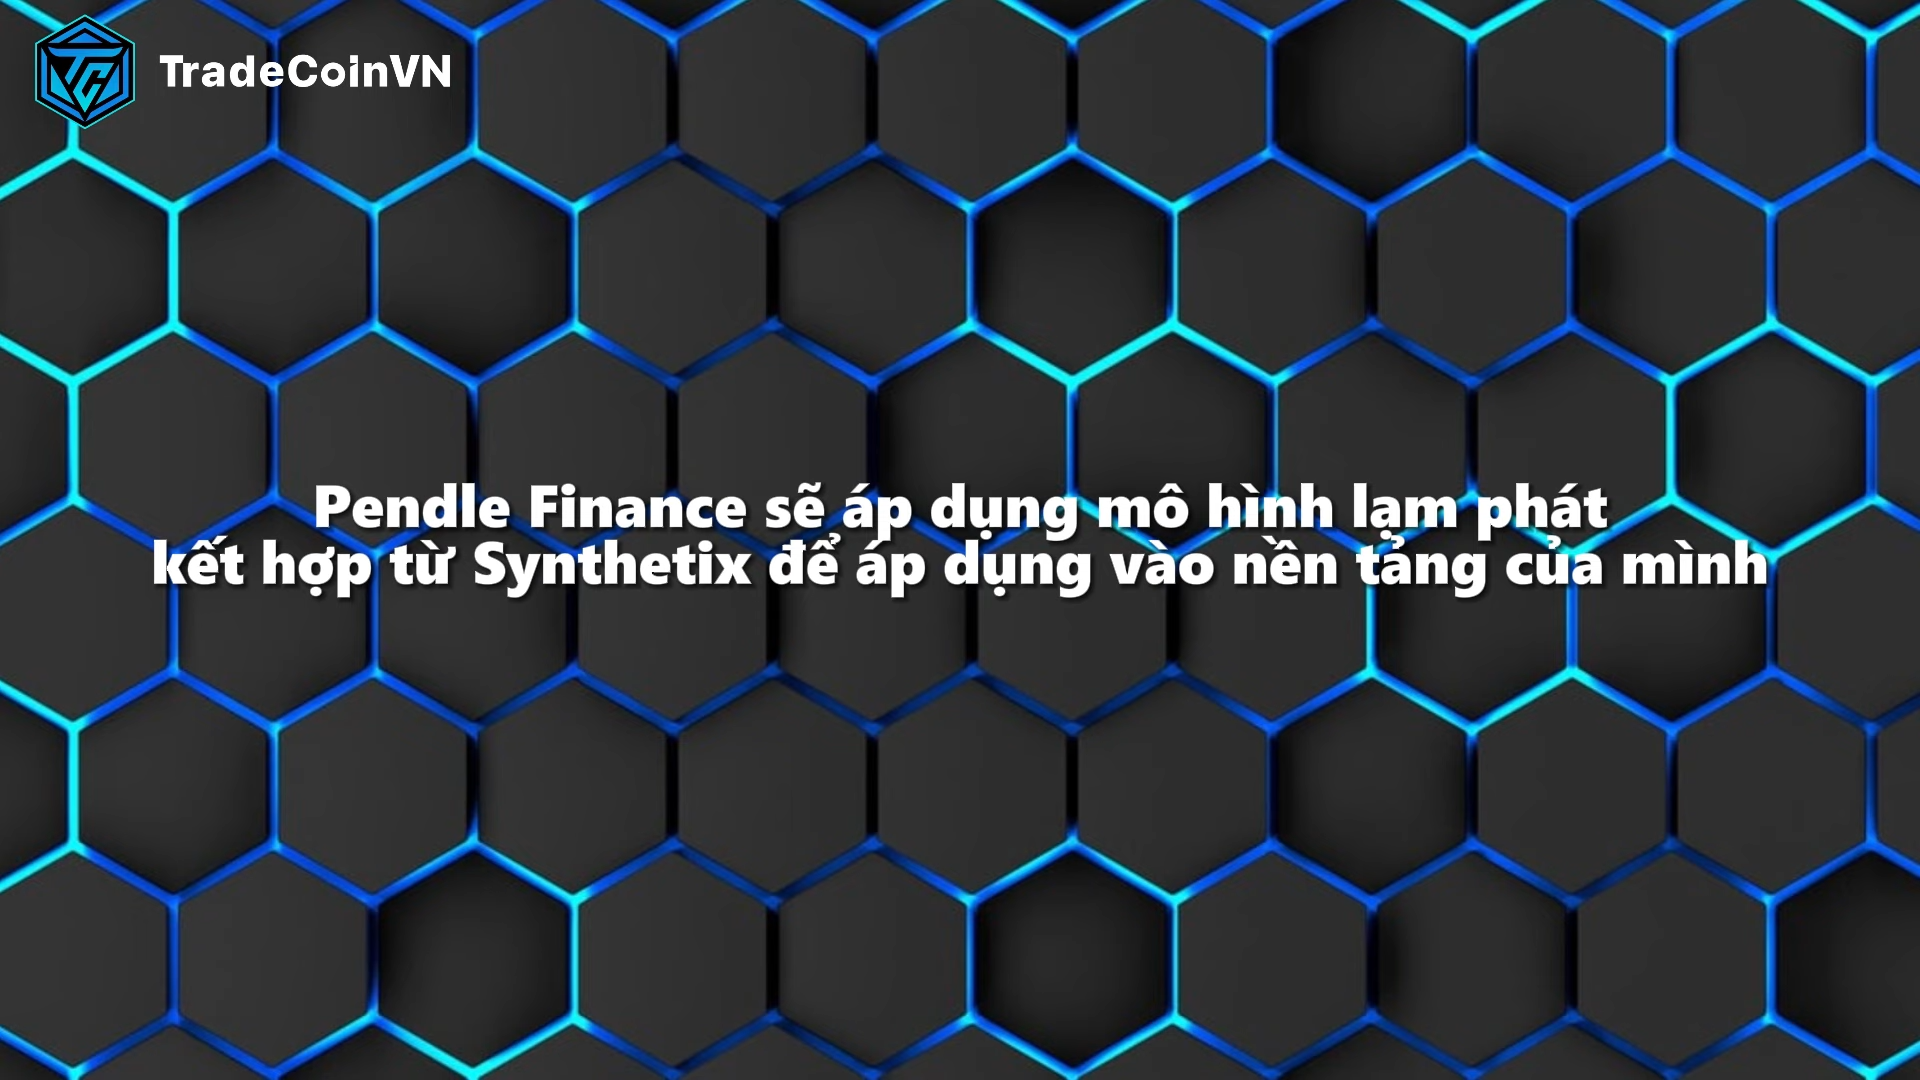 TradeCoinVN
Pendle Finance sẽ áp dụng mô hình lạm phát
kết hợp từ Synthetix để áp dụng vào nền tảng của mình